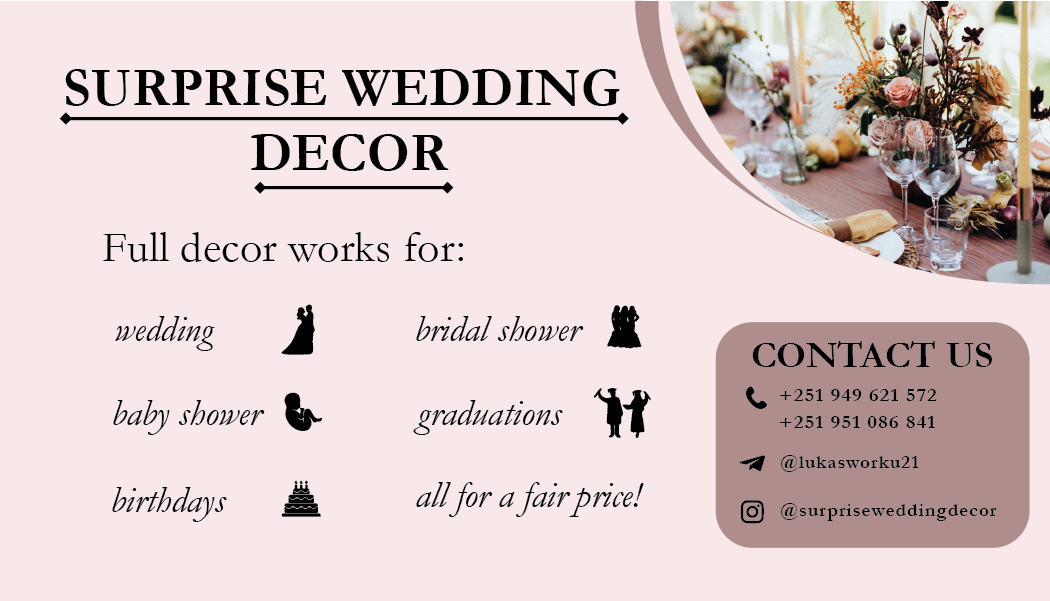 SURPRISE WEDDING
DECOR
Full decor works for:
wedding
bridal shower
baby shower
graduations
birthdays
all for a fair price!
CONTACT US
+251 949 621 572
+251 951 086 841
@lukasworku21
@surpriseweddingdecor